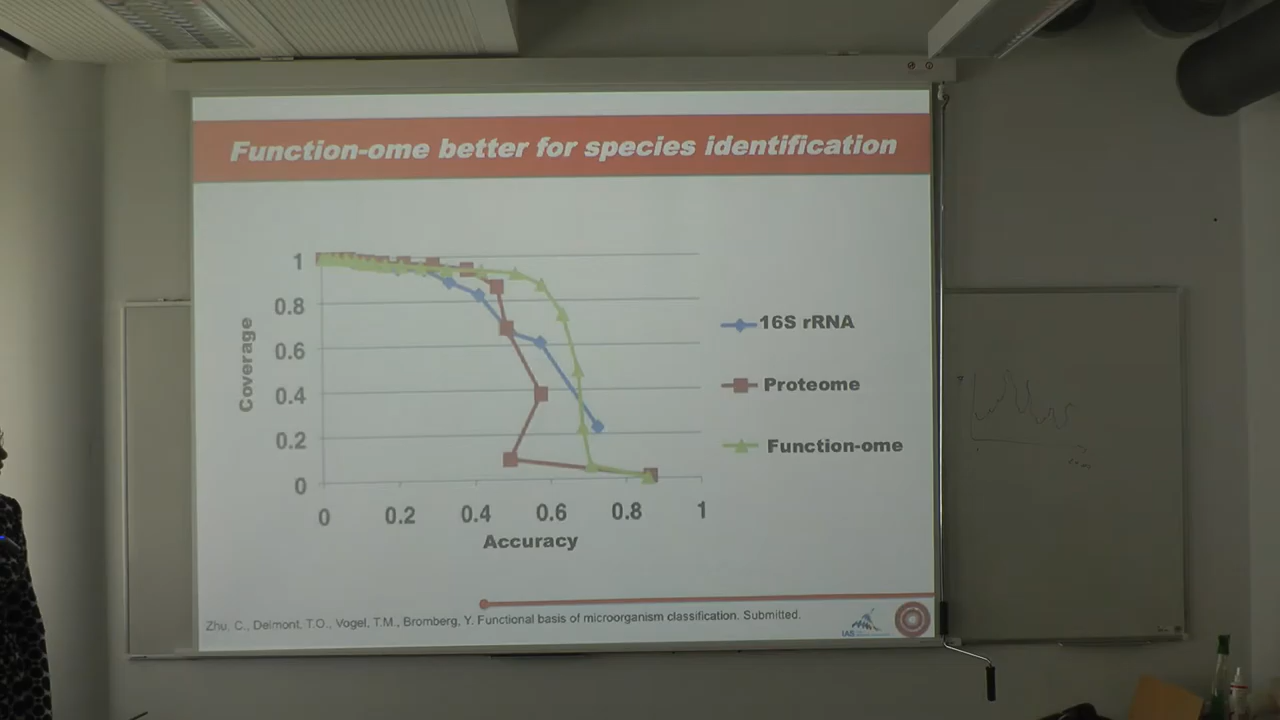 Function-ome better for species identification
1
0.8
0.6
0.4
0.2
0
Coverage
0
0.2
0.4
0.6
0.8
1
Accuracy
16S rRNA
Proteome
Function-ome
Zhu, C., Delmont, T.O., Vogel, T.M., Bromberg, Y. Functional basis of microorganism classification. Submitted.
IAS